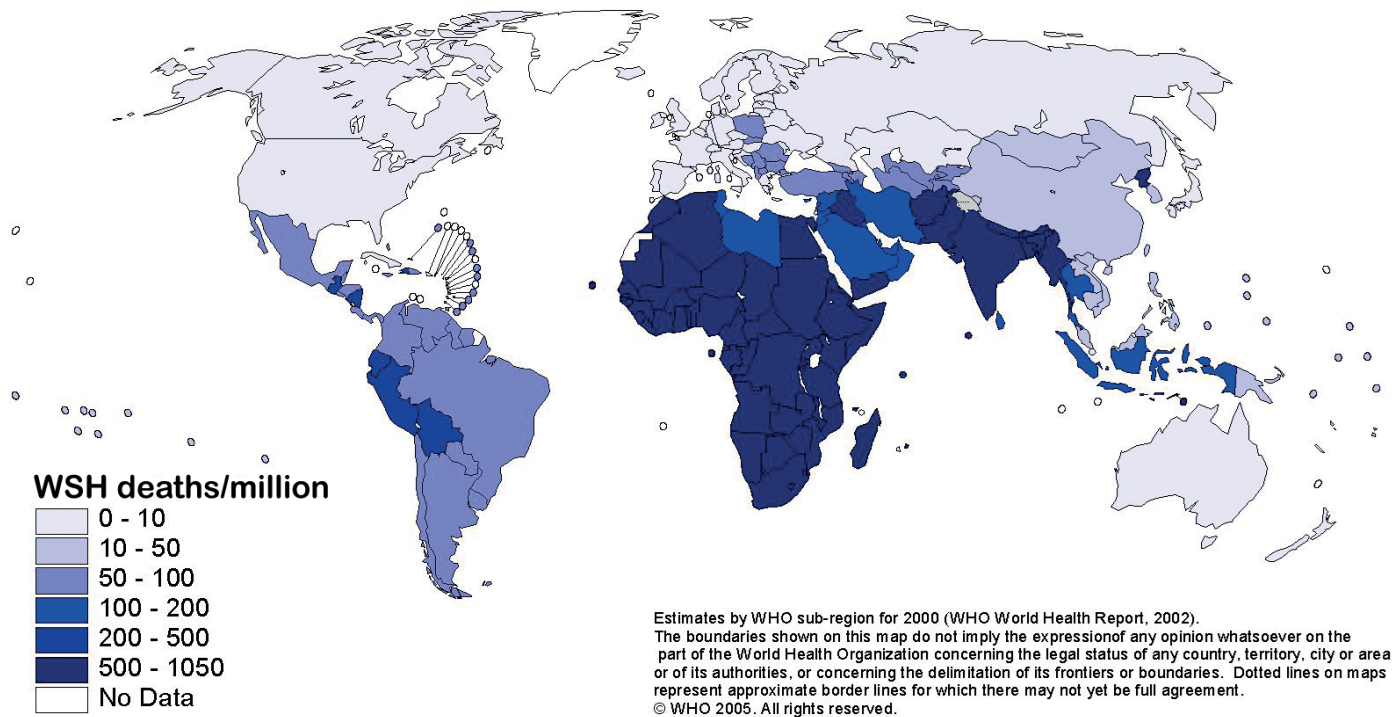 WSH deaths/million
0 - 10
10 - 50
50 - 100
100 - 200
200 - 500
500 - 1050
No Data
Estimates by WHO sub-region for 2000 (WHO World Health Report, 2002).
The boundaries shown on this map do not imply the expressionof any opinion whatsoever on the
part of the World Health Organization concerning the legal status of any country, territory, city or area
or of its authorities, or concerning the delimitation of its frontiers or boundaries. Dotted lines on maps
represent approximate border lines for which there may not yet be full agreement.
© WHO 2005. All rights reserved.